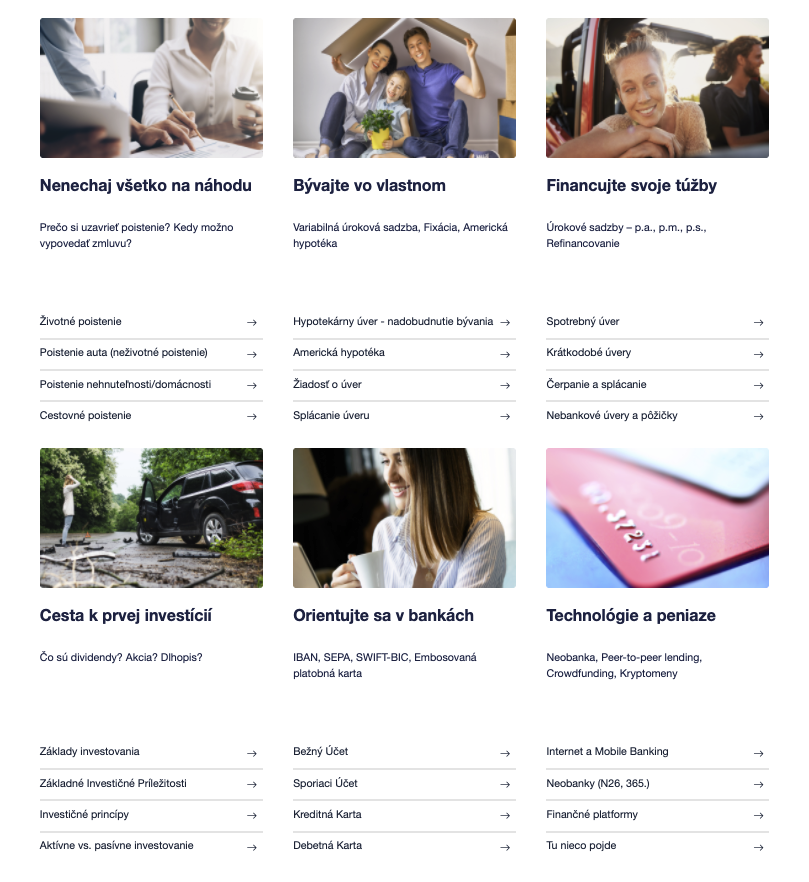 Nenechaj všetko na náhodu
Prečo si uzavrieť poistenie? Kedy možno
vypovedať zmluvu?
Životné poistenie
Poistenie auta (neživotné poistenie)
Poistenie nehnuteľnosti/domácnosti
Cestovné poistenie
Bývajte vo vlastnom
Variabilná úroková sadzba, Fixácia, Americká
hypotéka
Hypotekárny úver - nadobudnutie bývania
Americká hypotéka
Žiadosť o úver
Splácanie úveru
Financujte svoje túžby
Úrokové sadzby – p.a., p.m., p.s.,
Refinancovanie
Spotrebný úver
Krátkodobé úvery
Čerpanie a splácanie
Nebankové úvery a pôžičky
Cesta k prvej investícií
Čo sú dividendy? Akcia? Dlhopis?
Základy investovania
Základné Investičné Príležitosti
Investičné princípy
Aktívne vs. pasívne investovanie
Orientujte sa v bankách
IBAN, SEPA, SWIFT-BIC, Embosovaná
platobná karta
Bežný Účet
Sporiaci Účet
Kreditná Karta
Debetná Karta
Technológie a peniaze
Neobanka, Peer-to-peer lending,
Crowdfunding, Kryptomeny
Internet a Mobile Banking
Neobanky (N26, 365.)
Finančné platformy
Tu nieco pojde